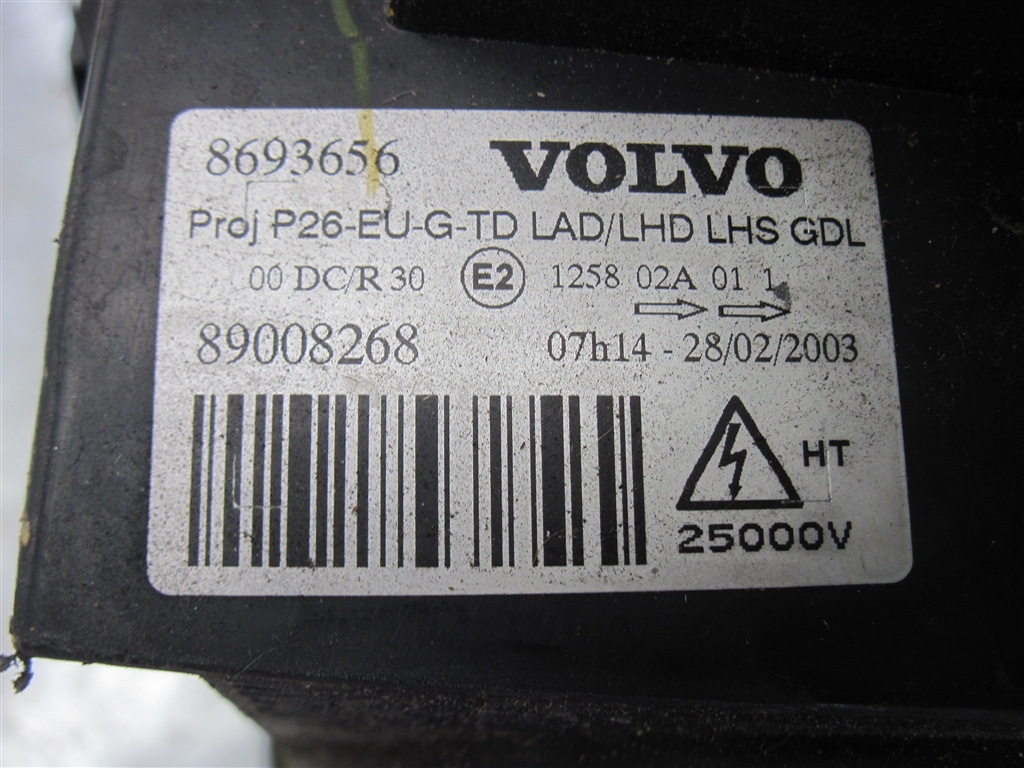 8693656 VOLVO
Proj P26-EU-G-TD LAD/LHD LHS GDL
00 DC/R 30 E2 1258 02A 01 1
89008268 07h14 - 28/02/2003
HT
25000V